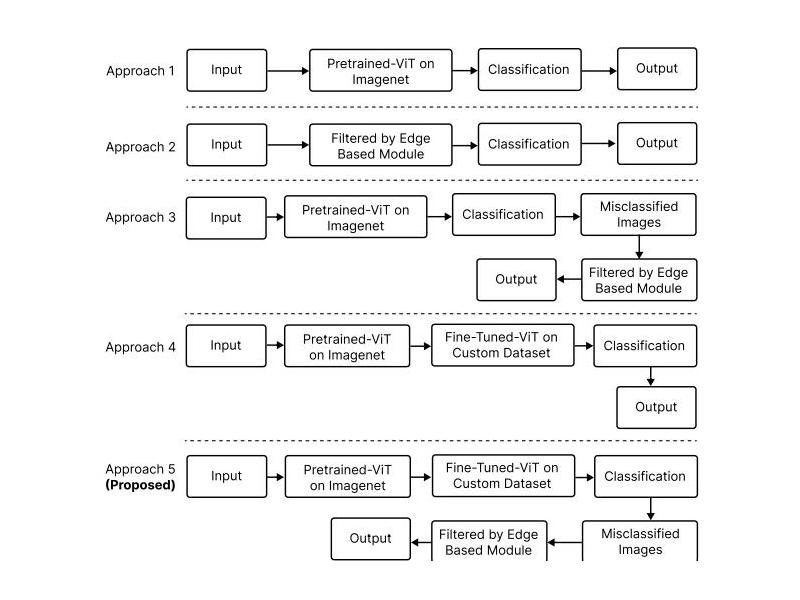 Approach 1
Input
Pretrained-ViT on
Imagenet
Classification
Output
Approach 2
Input
Filtered by Edge
Based Module
Classification
Output
Approach 3
Input
Pretrained-ViT on
Imagenet
Classification
Misclassified
Images
Filtered by Edge
Based Module
Output
Approach 4
Input
Pretrained-ViT
on Imagenet
Fine-Tuned-ViT on
Custom Dataset
Classification
Output
Approach 5
(Proposed)
Input
Pretrained-ViT
on Imagenet
Fine-Tuned-ViT on
Custom Dataset
Classification
Misclassified
Images
Filtered by Edge
Based Module
Output